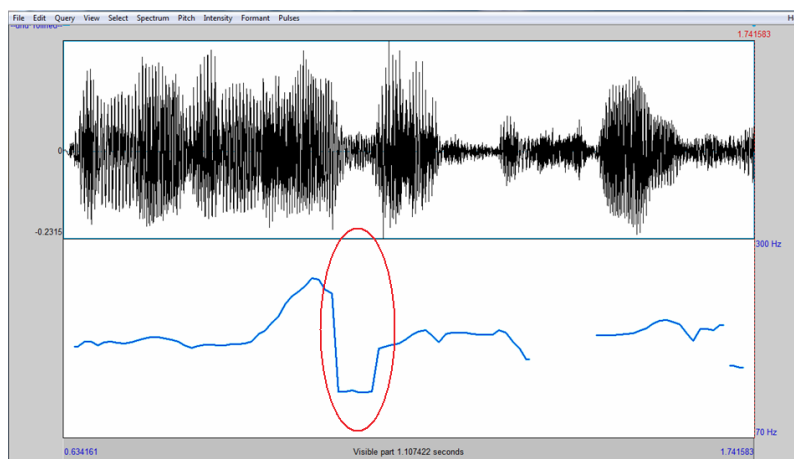 File Edit Query View Select Spectrum Pitch Intensity Formant Pulses
1.741583
0
-0.2315
300 Hz
70 Hz
0.634161 Visible part 1.107422 seconds 1.741583